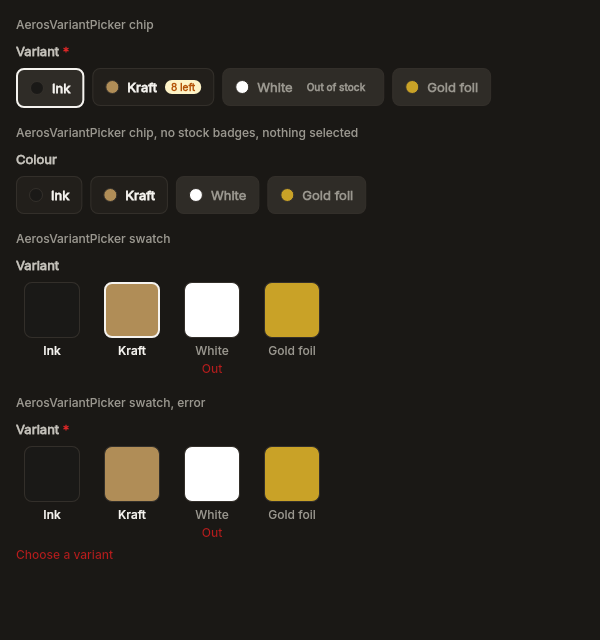 AerosVariantPicker chip
Variant *
Ink Kraft 8 left White Out of stock Gold foil
AerosVariantPicker chip, no stock badges, nothing selected
Colour
Ink Kraft White Gold foil
AerosVariantPicker swatch
Variant
Ink Kraft White Gold foil
Out
AerosVariantPicker swatch, error
Variant *
Ink Kraft White Gold foil
Out
Choose a variant